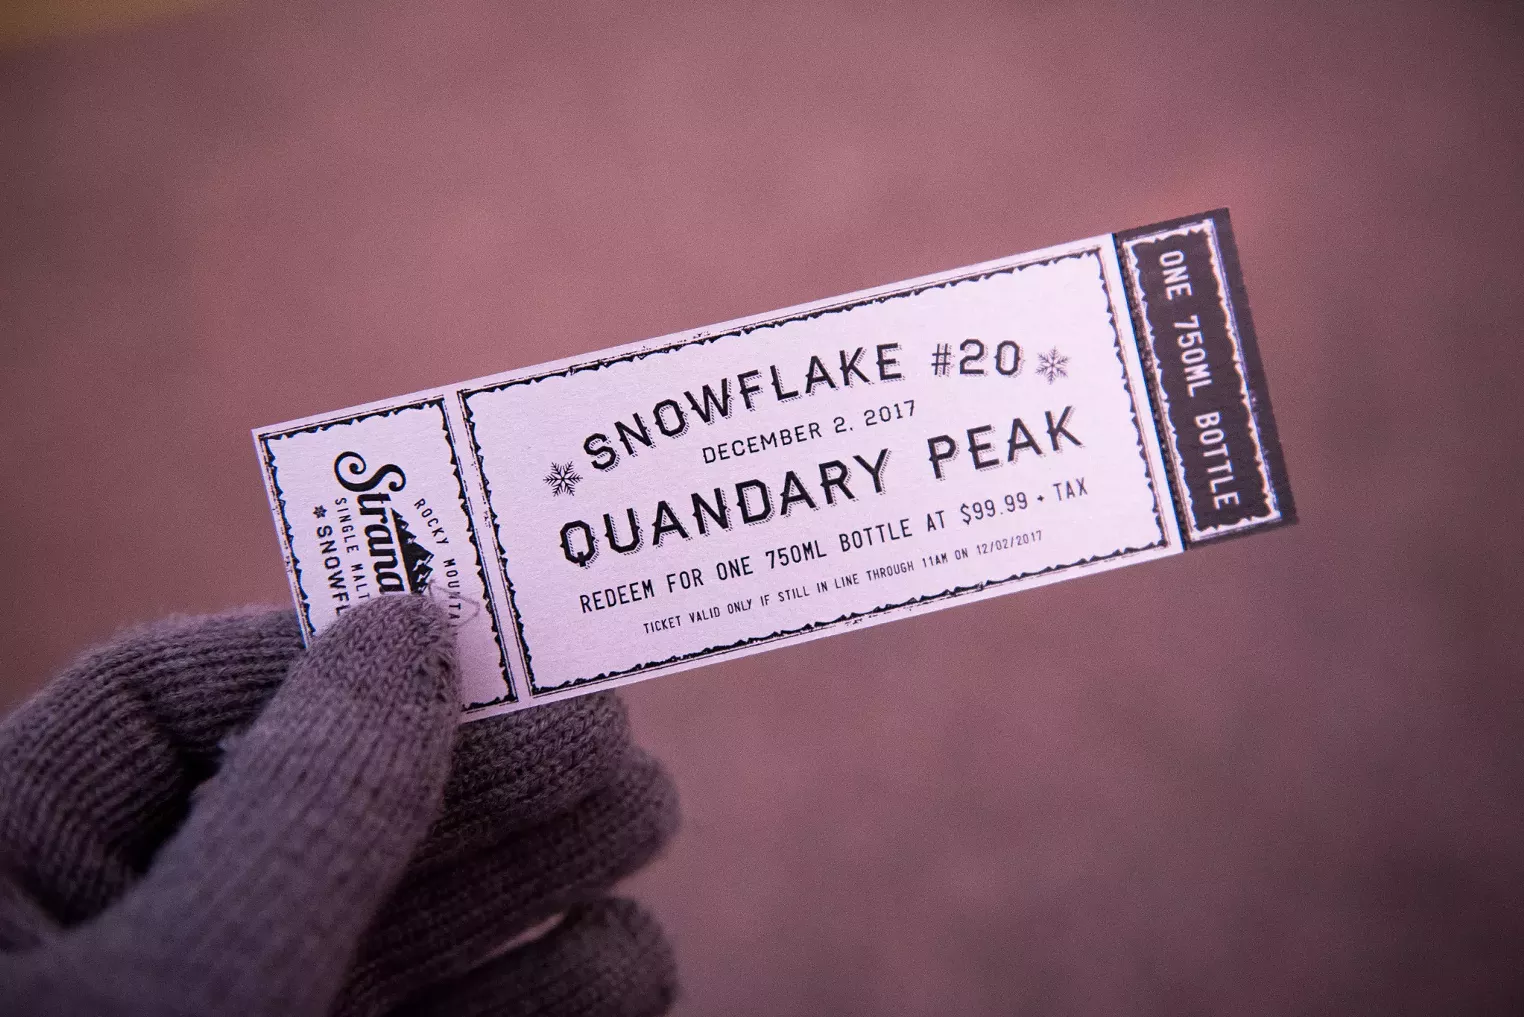 ROCKY MOUNTA
Strana
SINGLE MALT
SNOWFL
SNOWFLAKE #20
DECEMBER 2, 2017
QUANDARY PEAK
REDEEM FOR ONE 750ML BOTTLE AT $99.99 + TAX
TICKET VALID ONLY IF STILL IN LINE THROUGH 11AM ON 12/02/2017
ONE 750ML BOTTLE